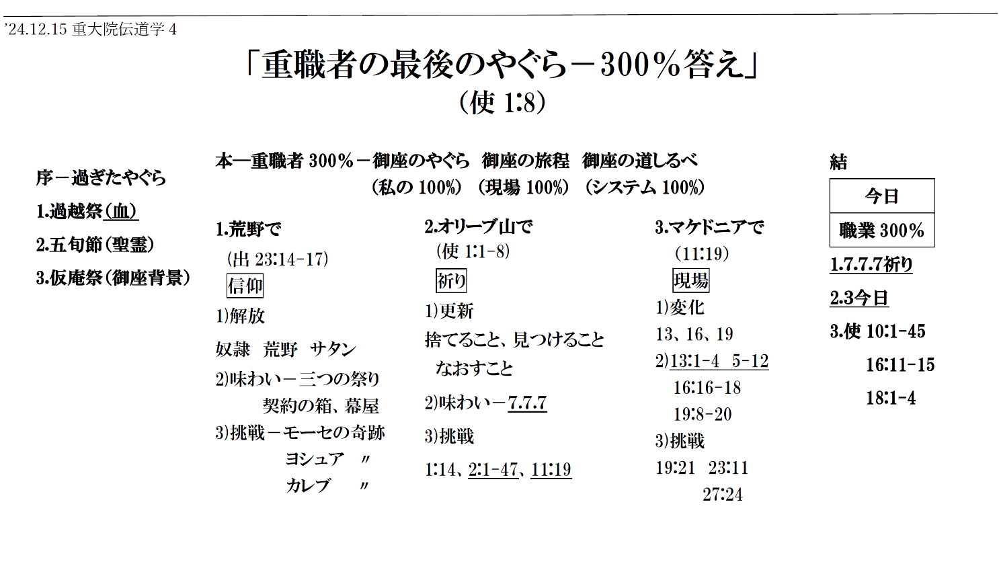 ’24.12.15 重大院伝道学 4
「重職者の最後のやぐら－300％答え」
（使 1：8）
序－過ぎたやぐら
1.過越祭（血）
2.五旬節（聖霊）
3.仮庵祭（御座背景）
本―重職者 300％－御座のやぐら 御座の旅程 御座の道しるべ
（私の 100%）（現場 100%）（システム 100%）
1.荒野で
（出 23：14-17）
信仰
1)解放
奴隷 荒野 サタン
2)味わい－三つの祭り
契約の箱、幕屋
3)挑戦－モーセの奇跡
ヨシュア 〃
カレブ 〃
2.オリーブ山で
（使 1：1-8）
祈り
1)更新
捨てること、見つけること
なおすこと
2)味わい－7.7.7
3)挑戦
1：14、2：1-47、11：19
3.マケドニアで
（11：19）
現場
1)変化
13、16、19
2)13：1-4 5-12
16：16-18
19：8-20
3)挑戦
19：21 23：11
27：24
結
今日
職業 300％
1.7.7.7祈り
2.3今日
3.使 10：1-45
16：11-15
18：1-4